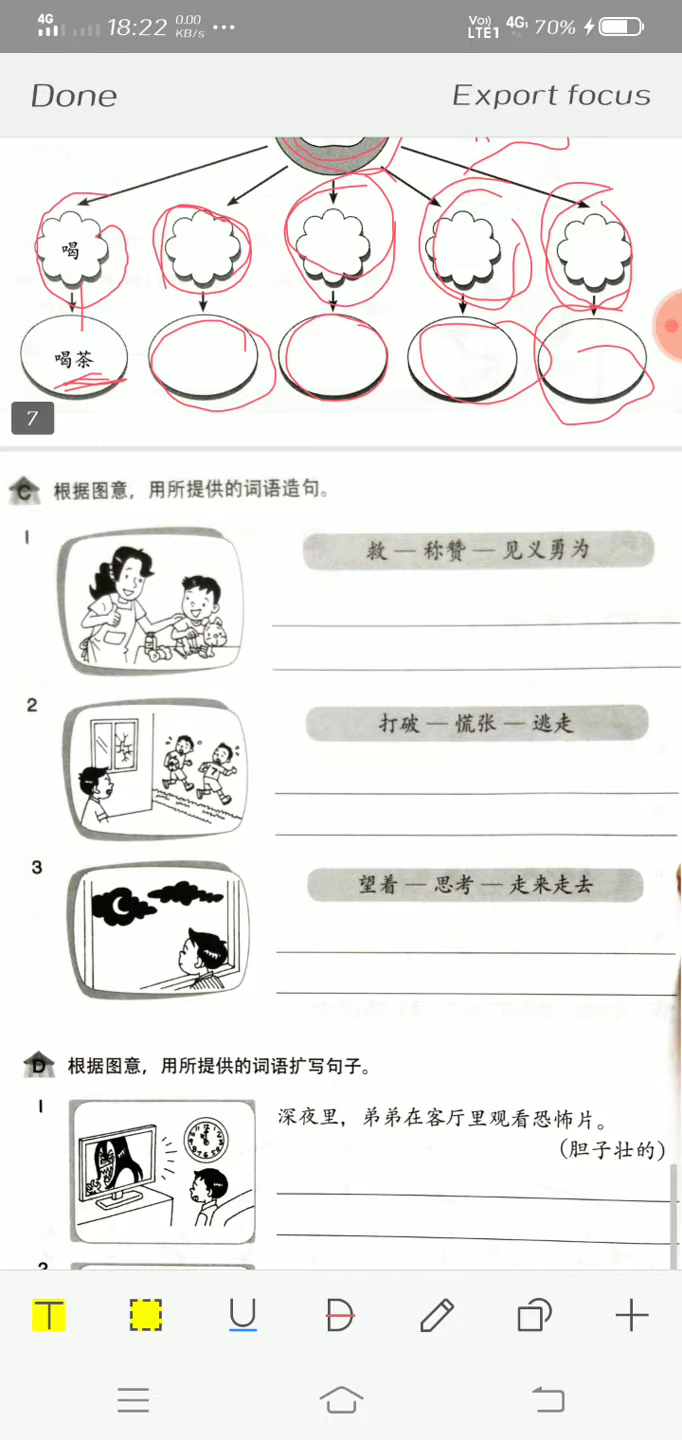 4G 18:22 0.00 KB/s ... Vo) LTE1 4G 70%
Done Export focus
喝
喝茶
7
C 根据图意，用所提供的词语造句。
1
救 — 称赞 — 见义勇为
2
打破 — 慌张 — 逃走
3
望着 — 思考 — 走来走去
D 根据图意，用所提供的词语扩写句子。
1
深夜里，弟弟在客厅里观看恐怖片。
（胆子壮的）
T U D